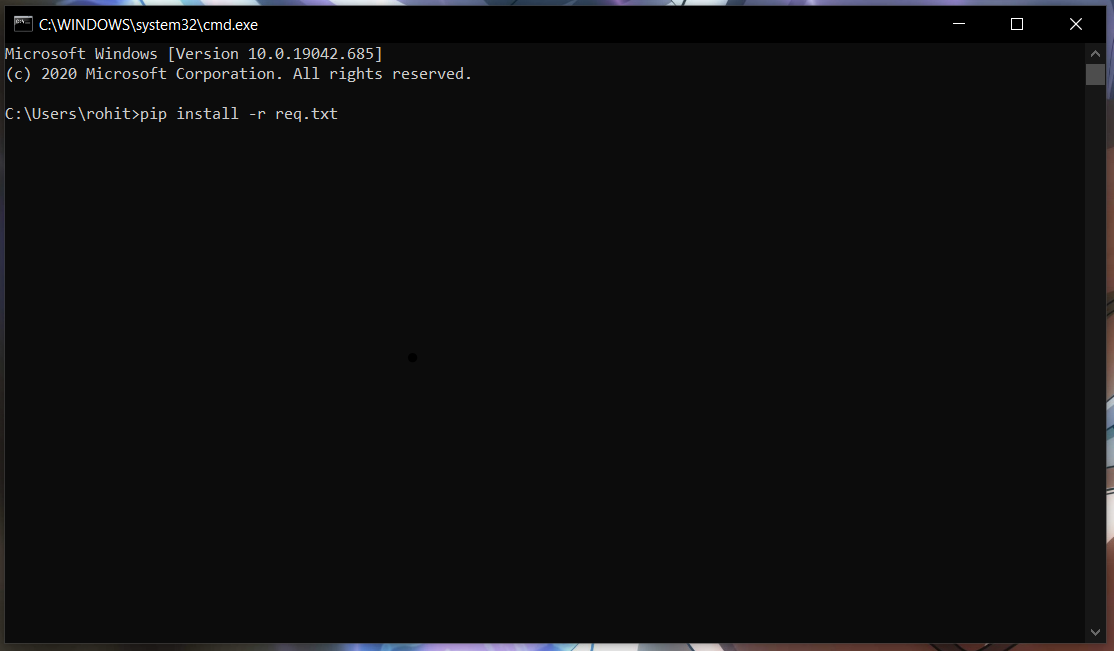 C:\WINDOWS\system32\cmd.exe
Microsoft Windows [Version 10.0.19042.685]
(c) 2020 Microsoft Corporation. All rights reserved.
C:\Users\rohit>pip install -r req.txt